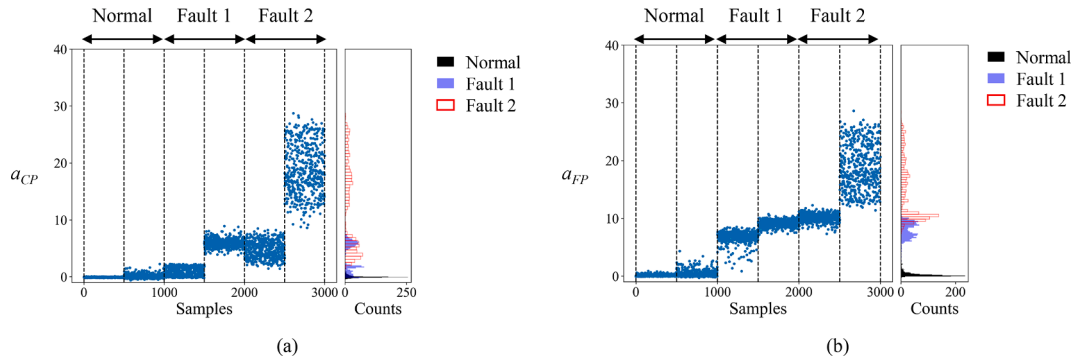 Normal Fault 1 Fault 2
40
30
20
10
0
a_CP
0 1000 2000 3000
Samples
0 250
Counts
Normal
Fault 1
Fault 2
(a)
Normal Fault 1 Fault 2
40
30
20
10
0
a_FP
0 1000 2000 3000
Samples
0 200
Counts
Normal
Fault 1
Fault 2
(b)